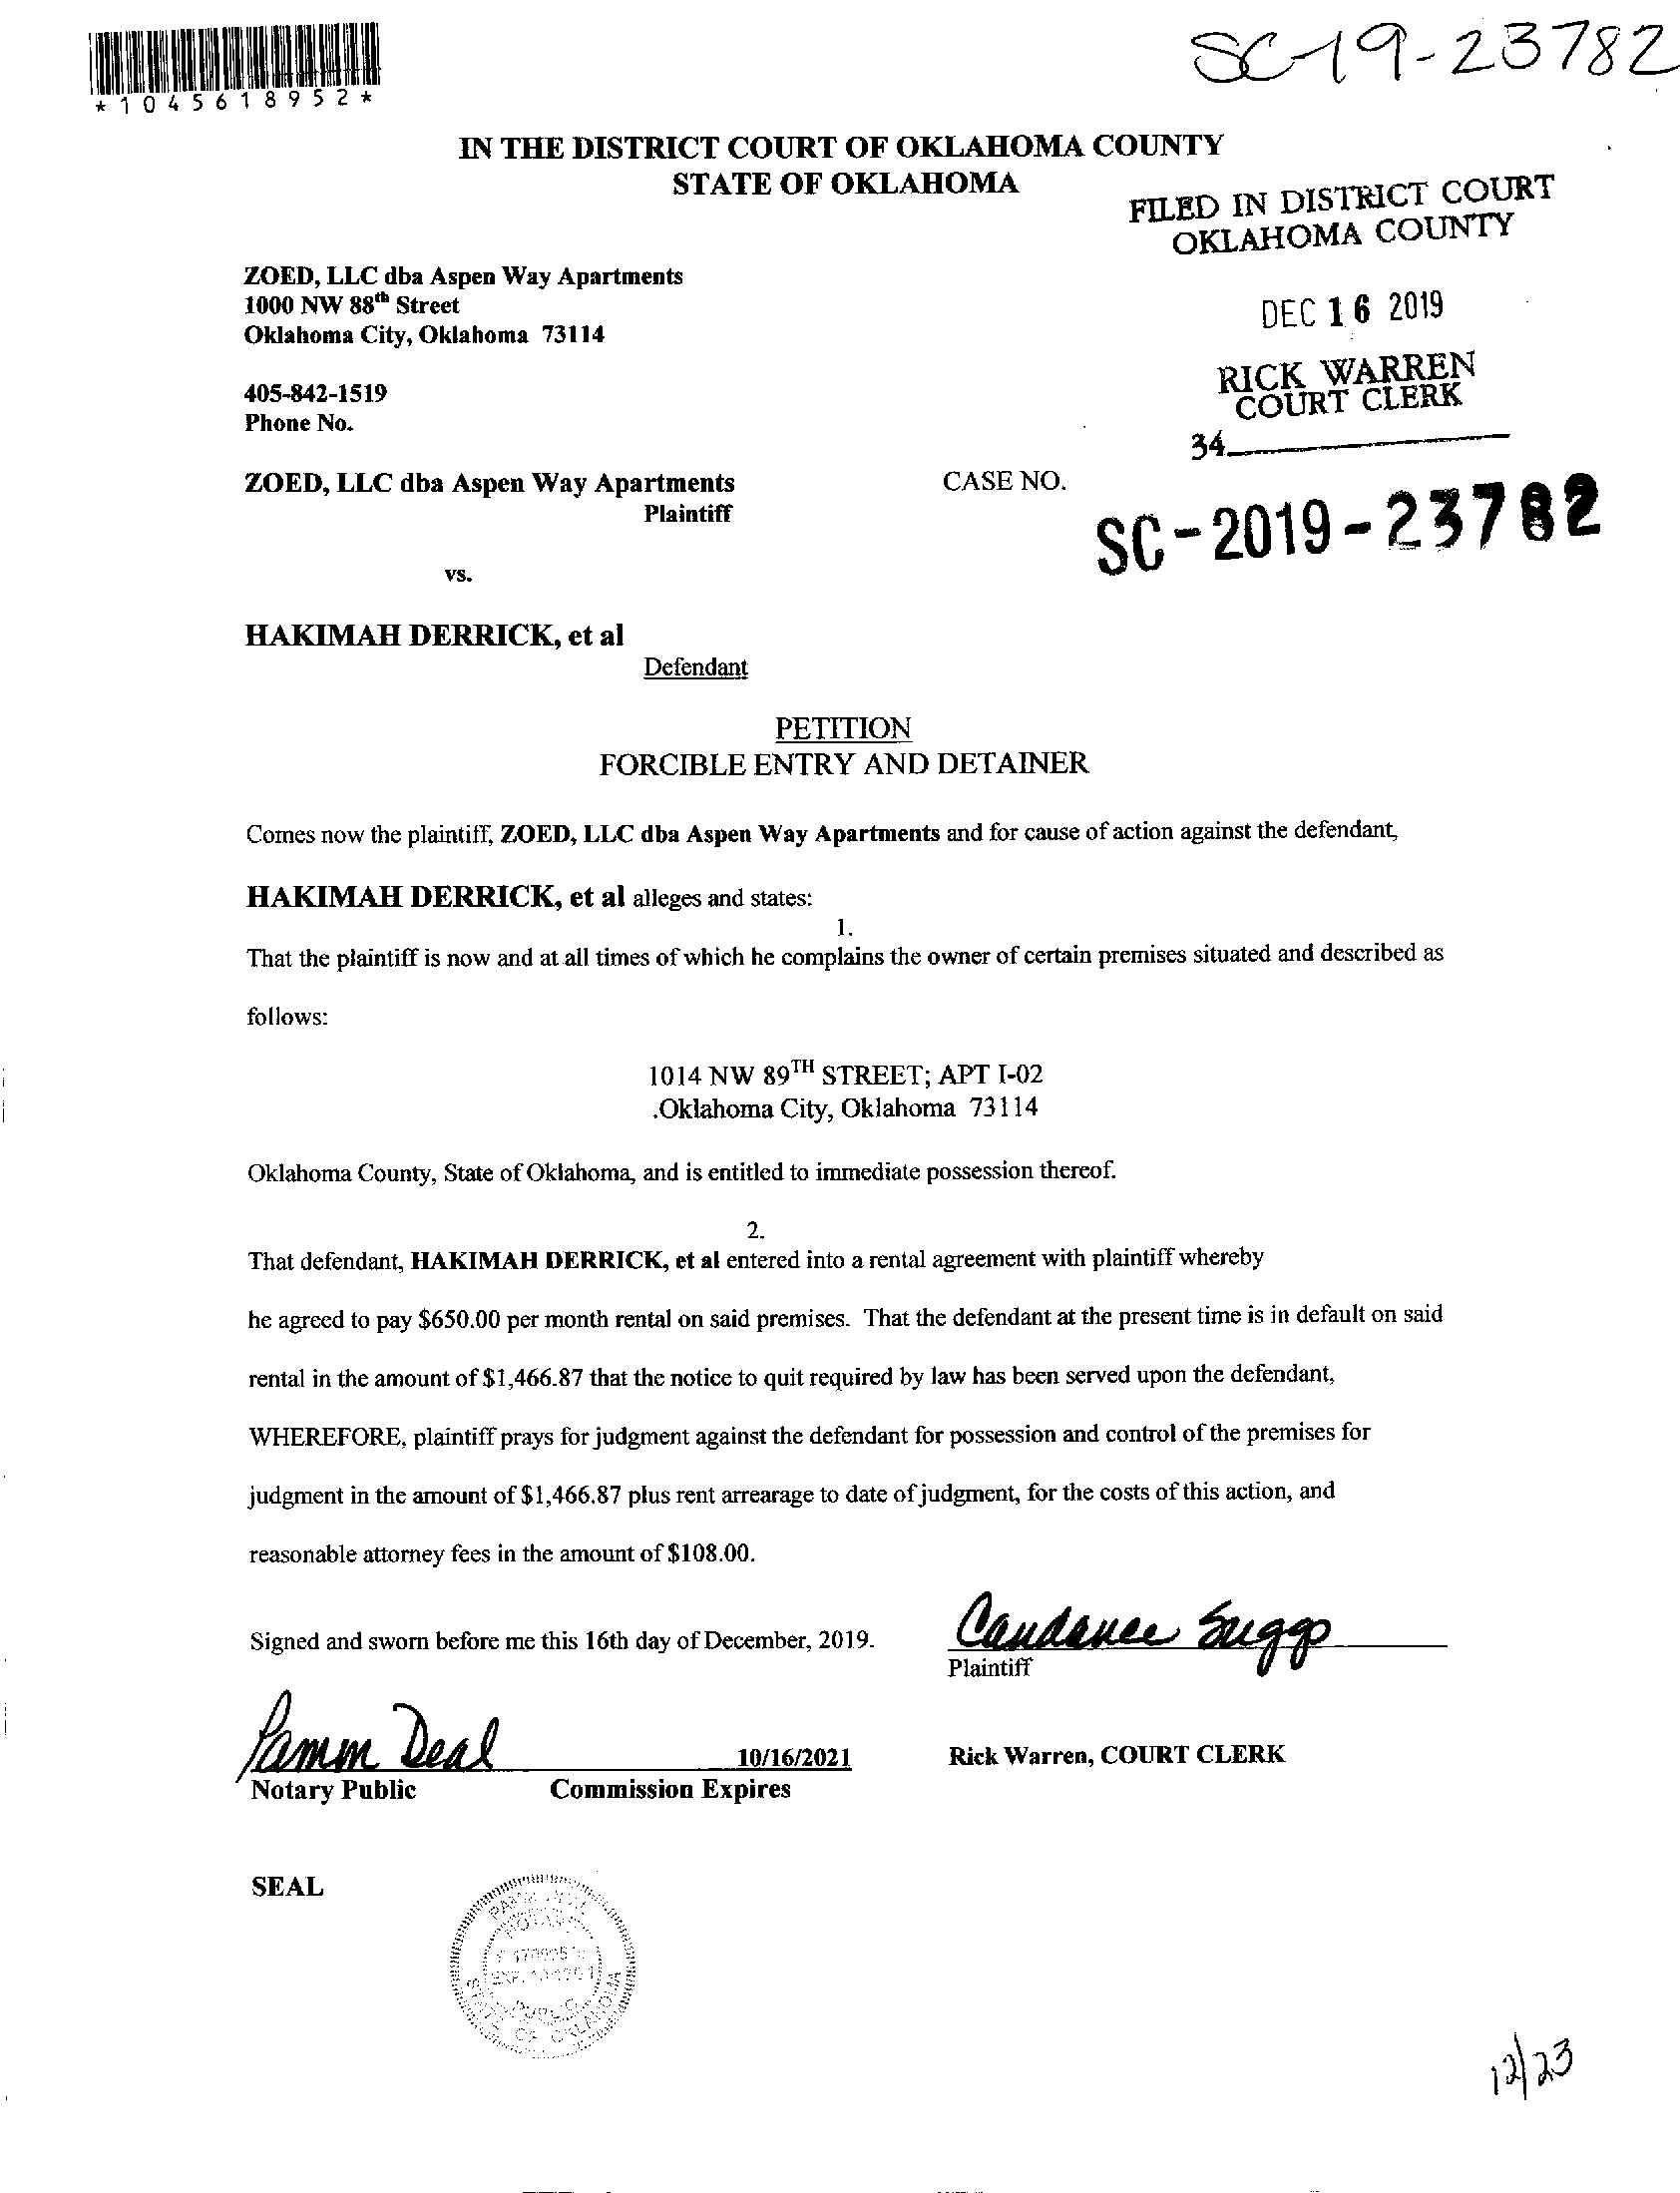 SC-19-23782
*1045618952*
IN THE DISTRICT COURT OF OKLAHOMA COUNTY
STATE OF OKLAHOMA
FILED IN DISTRICT COURT
OKLAHOMA COUNTY
ZOED, LLC dba Aspen Way Apartments
1000 NW 88th Street
Oklahoma City, Oklahoma 73114
DEC 16 2019
RICK WARREN
COURT CLERK
405-842-1519
Phone No.
34
ZOED, LLC dba Aspen Way Apartments
CASE NO.
Plaintiff
SC-2019-23782
vs.
HAKIMAH DERRICK, et al
Defendant
PETITION
FORCIBLE ENTRY AND DETAINER
Comes now the plaintiff, ZOED, LLC dba Aspen Way Apartments and for cause of action against the defendant,
HAKIMAH DERRICK, et al alleges and states:
1.
That the plaintiff is now and at all times of which he complains the owner of certain premises situated and described as
follows:
1014 NW 89TH STREET; APT I-02
.Oklahoma City, Oklahoma 73114
Oklahoma County, State of Oklahoma, and is entitled to immediate possession thereof.
2.
That defendant, HAKIMAH DERRICK, et al entered into a rental agreement with plaintiff whereby
he agreed to pay $650.00 per month rental on said premises. That the defendant at the present time is in default on said
rental in the amount of $1,466.87 that the notice to quit required by law has been served upon the defendant,
WHEREFORE, plaintiff prays for judgment against the defendant for possession and control of the premises for
judgment in the amount of $1,466.87 plus rent arrearage to date of judgment, for the costs of this action, and
reasonable attorney fees in the amount of $108.00.
Candance Suggs
Signed and sworn before me this 16th day of December, 2019.
Plaintiff
Pamm Deal
10/16/2021
Rick Warren, COURT CLERK
Notary Public Commission Expires
SEAL
NOTARY
PUBLIC
STATE OF OKLAHOMA
12/23